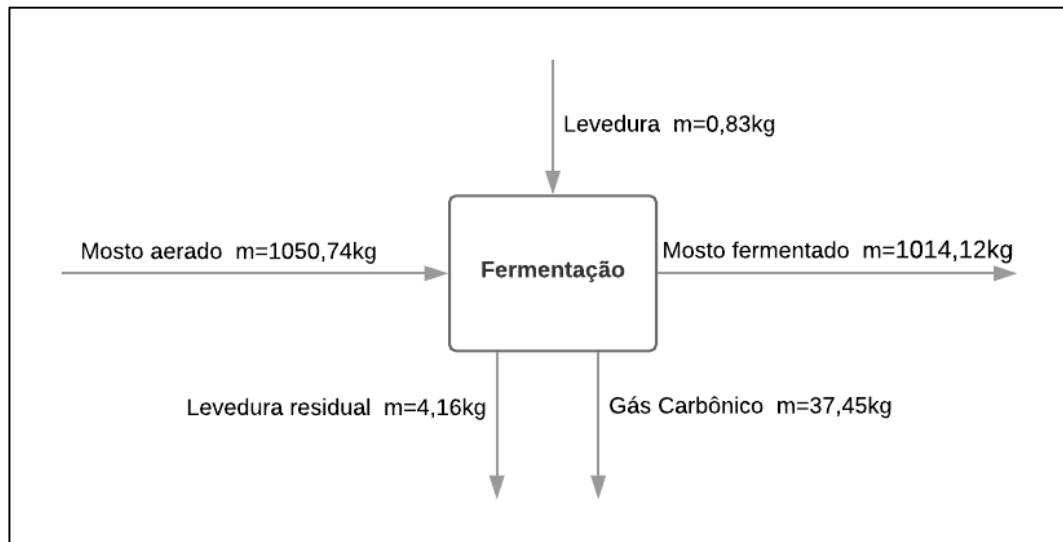 Levedura m=0,83kg
Mosto aerado m=1050,74kg
Fermentação
Mosto fermentado m=1014,12kg
Levedura residual m=4,16kg
Gás Carbônico m=37,45kg